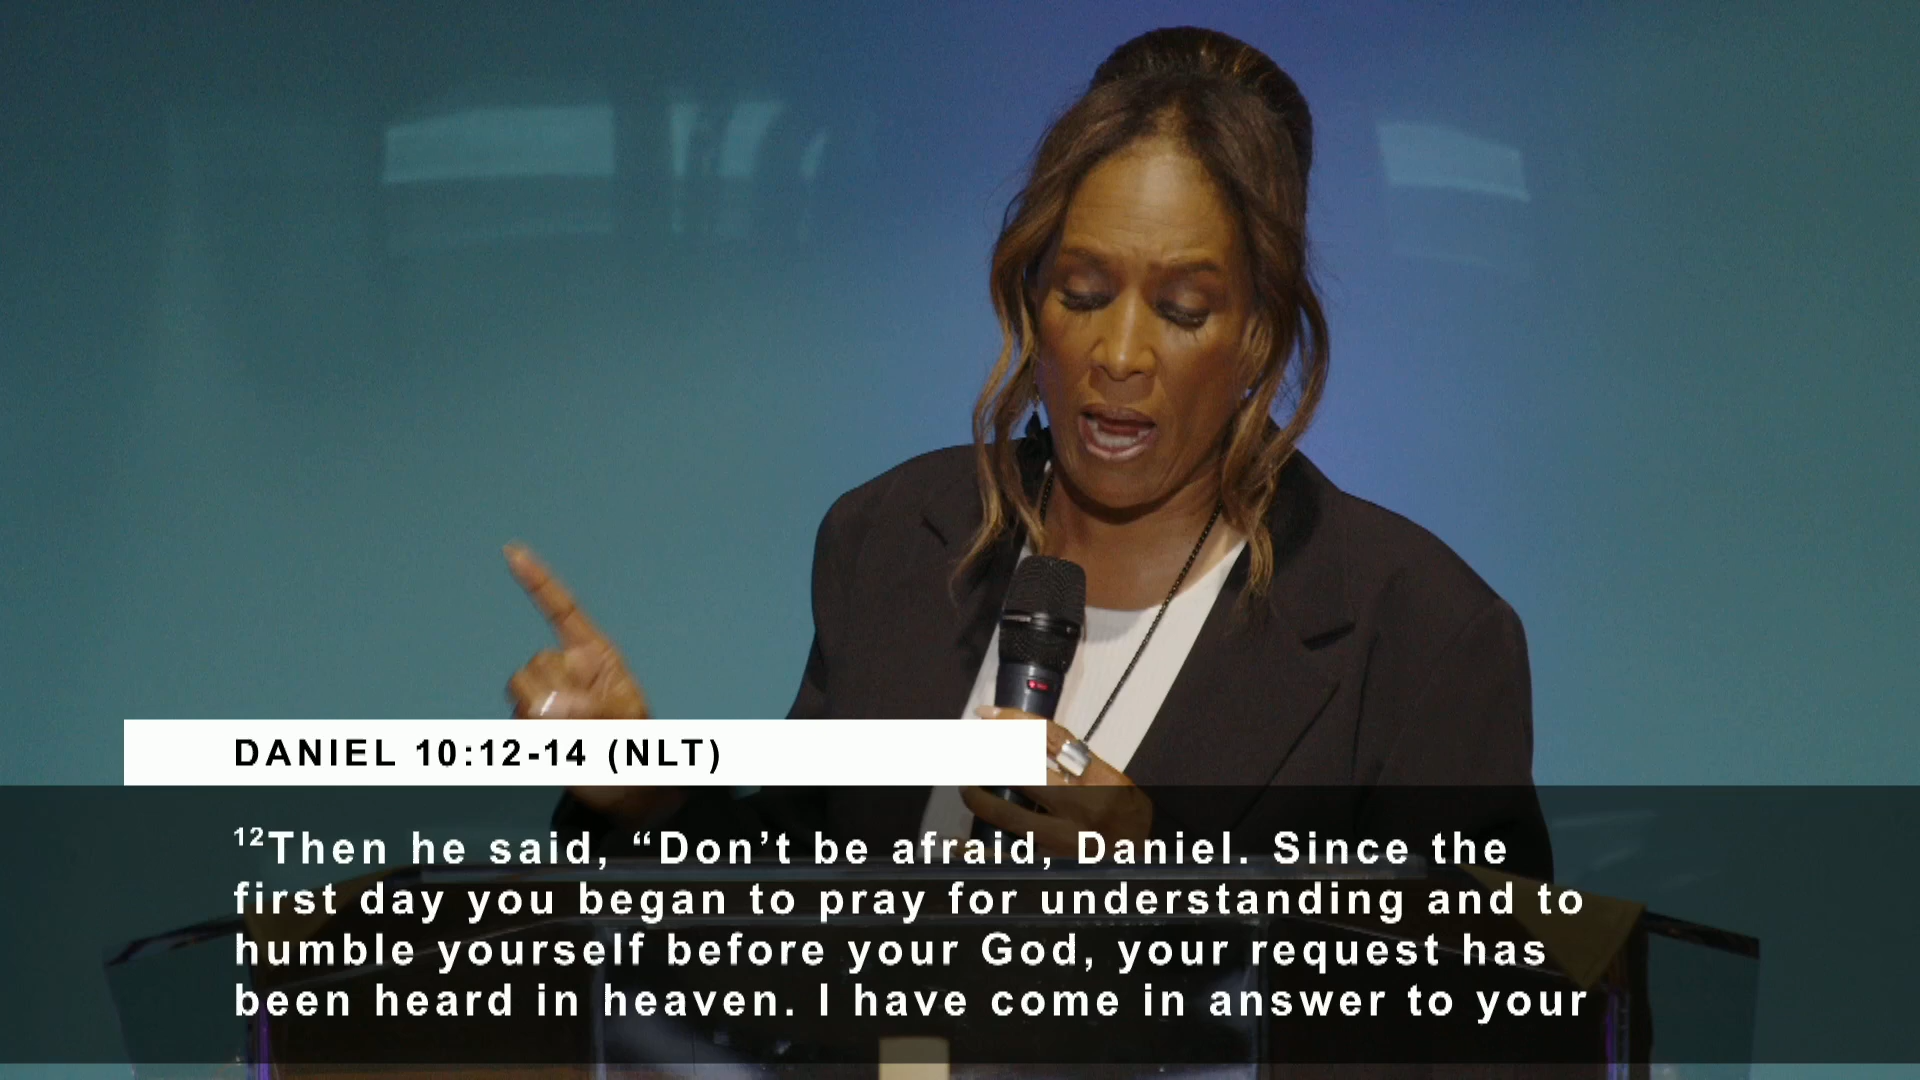 DANIEL 10:12-14 (NLT)
¹²Then he said, “Don’t be afraid, Daniel. Since the
first day you began to pray for understanding and to
humble yourself before your God, your request has
been heard in heaven. I have come in answer to your